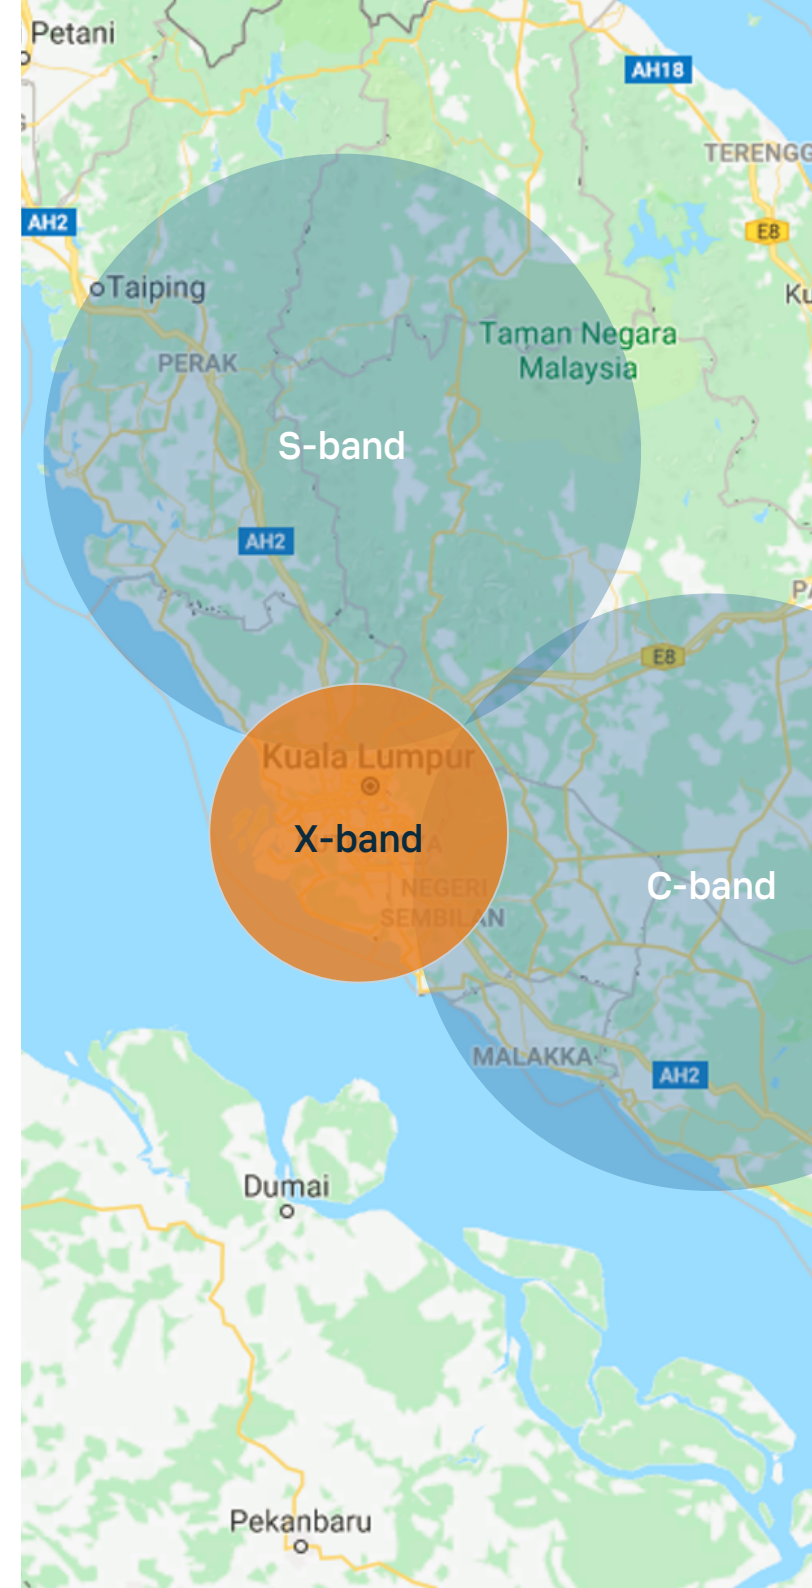 Petani
AH18
TERENGG
AH2
E8
Taiping
Ku
Taman Negara
Malaysia
PERAK
S-band
AH2
PA
E8
Kuala Lumpur
X-band
A
C-band
NEGERI
SEMBILAN
MALAKKA
AH2
Dumai
Pekanbaru